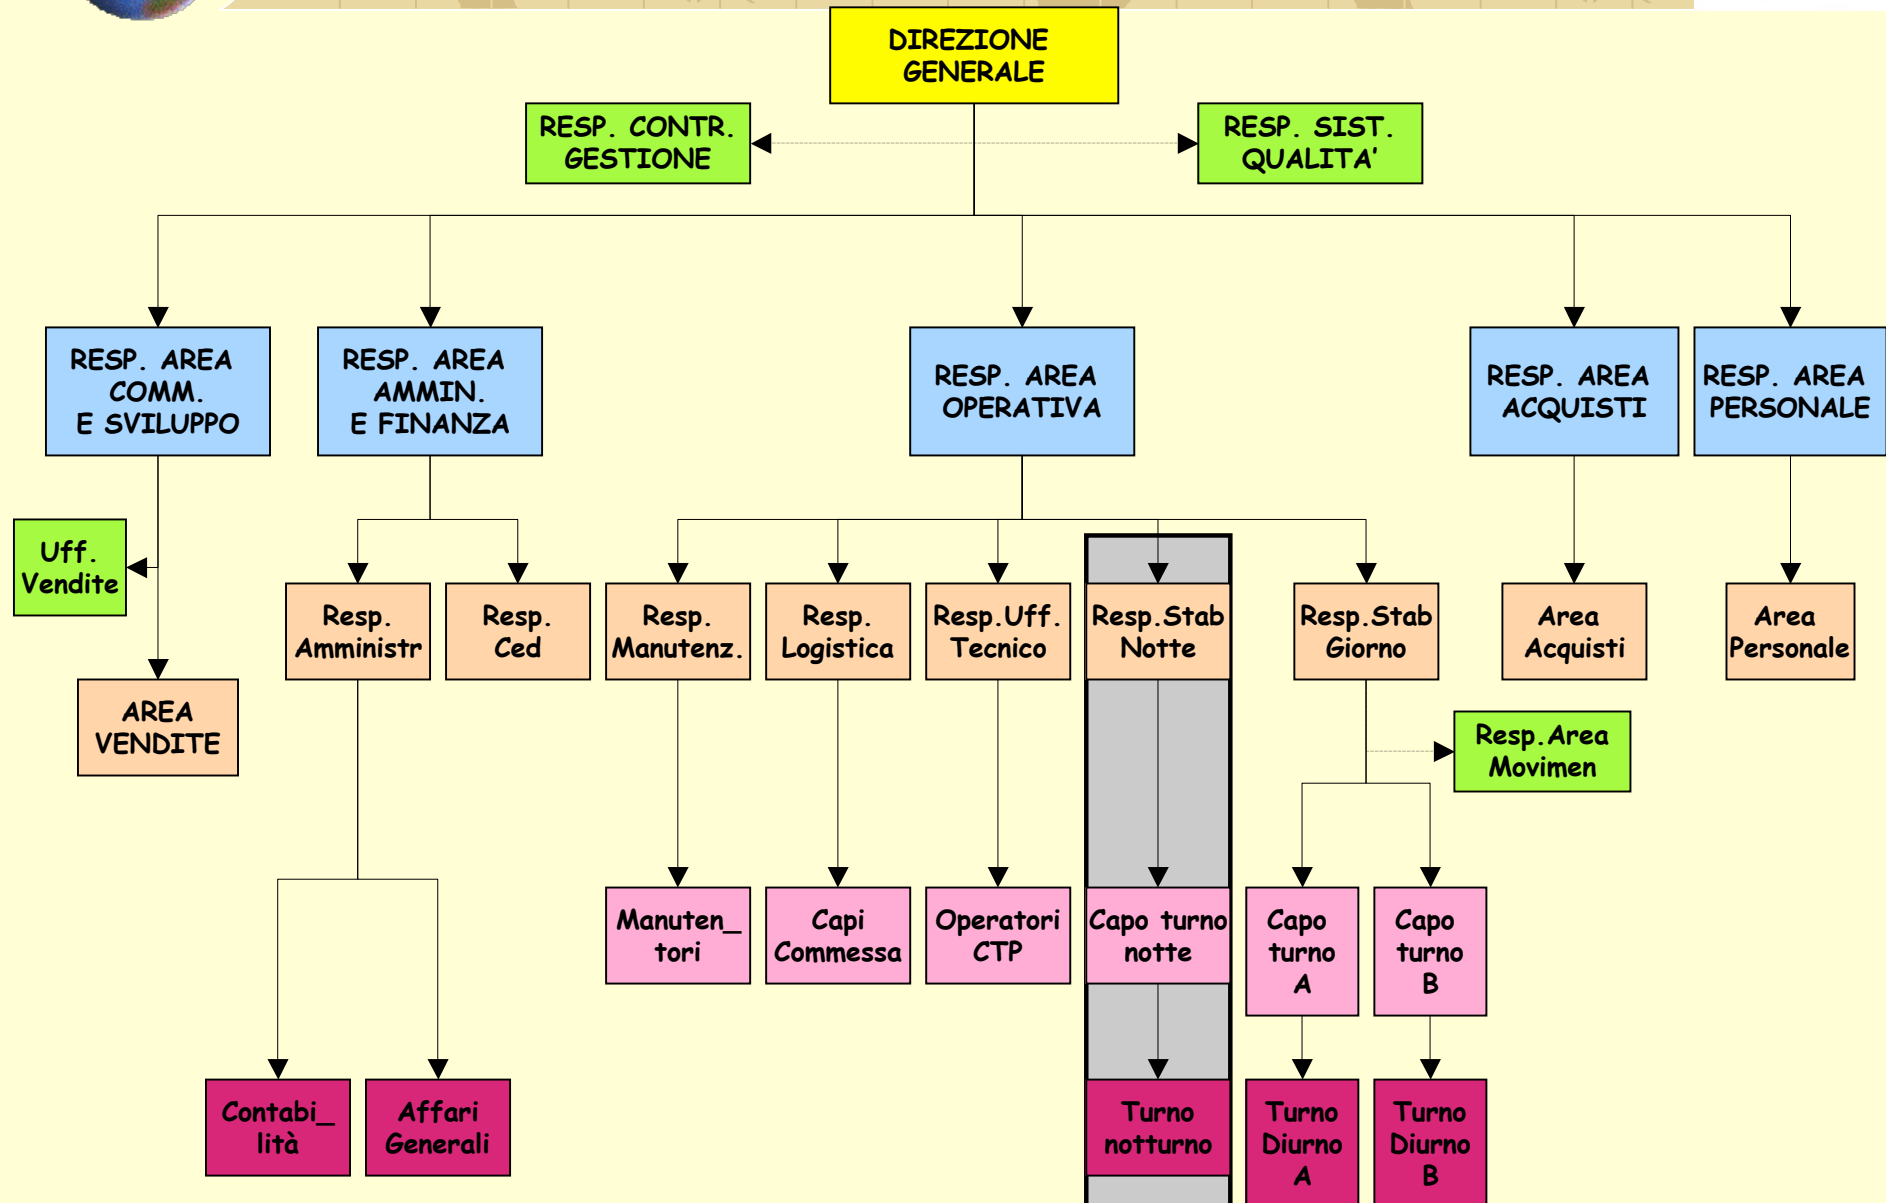 DIREZIONE
GENERALE
RESP. CONTR.
GESTIONE
RESP. SIST.
QUALITA'
RESP. AREA
COMM.
E SVILUPPO
RESP. AREA
AMMIN.
E FINANZA
RESP. AREA
OPERATIVA
RESP. AREA
ACQUISTI
RESP. AREA
PERSONALE
Uff.
Vendite
AREA
VENDITE
Resp.
Amministr
Resp.
Ced
Resp.
Manutenz.
Resp.
Logistica
Resp.Uff.
Tecnico
Resp.Stab
Notte
Resp.Stab
Giorno
Area
Acquisti
Area
Personale
Resp.Area
Movimen
Manuten_
tori
Capi
Commessa
Operatori
CTP
Capo turno
notte
Capo
turno
A
Capo
turno
B
Contabi_
lità
Affari
Generali
Turno
notturno
Turno
Diurno
A
Turno
Diurno
B